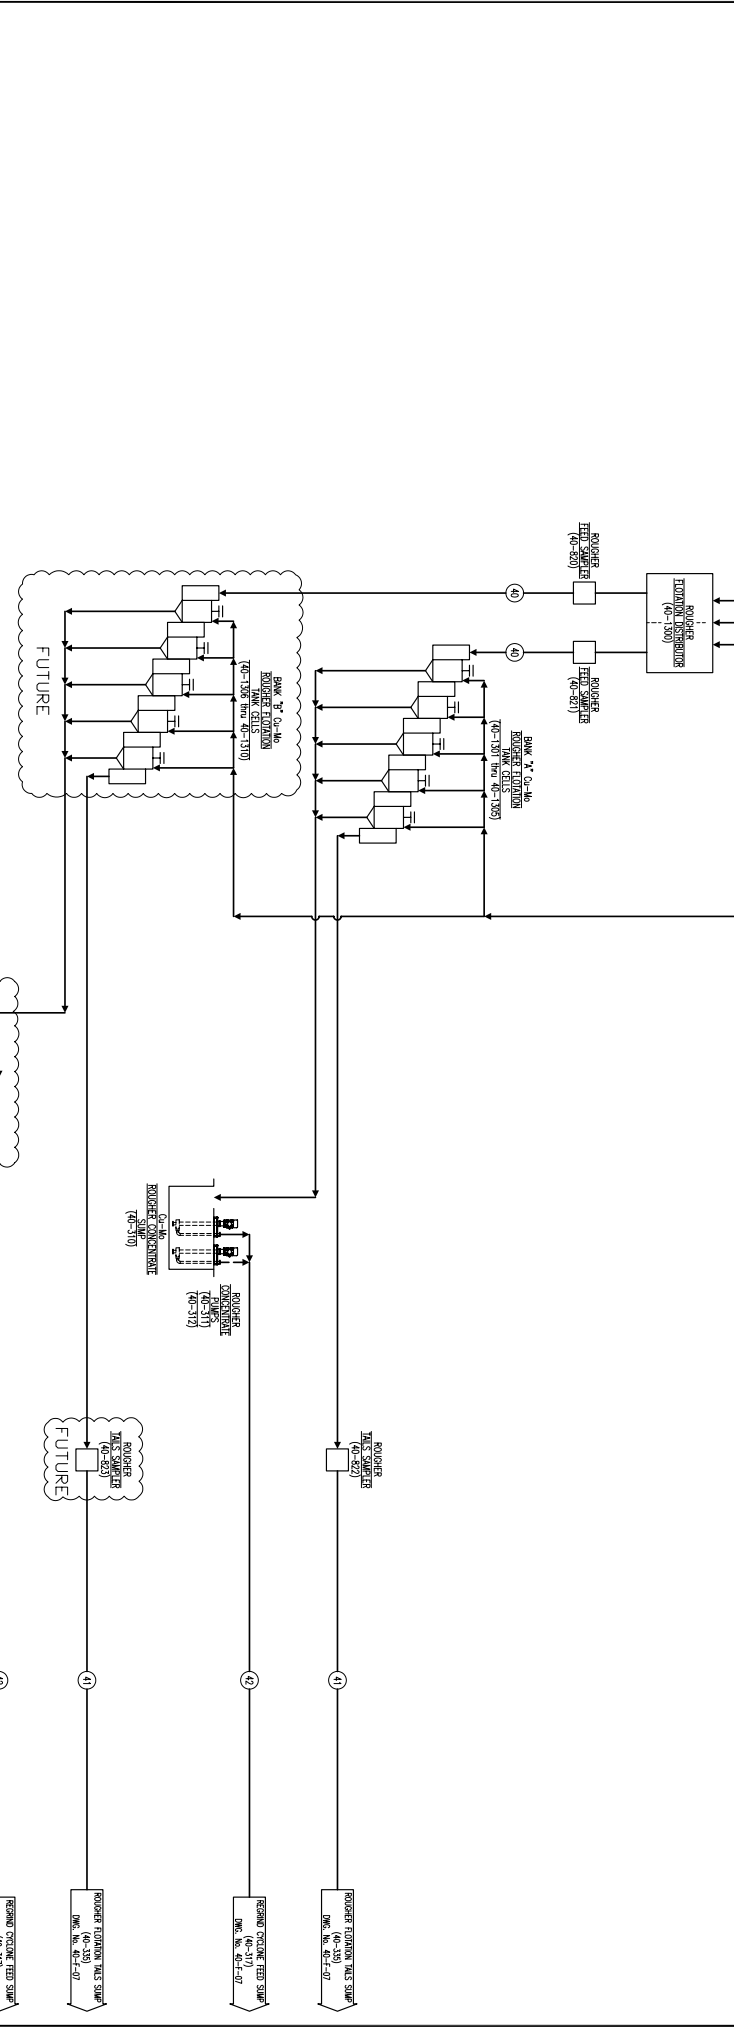 ROUGHER
FLOTATION DISTRIBUTOR
(40-1300)
ROUGHER
FEED SAMPLER
(40-820)
ROUGHER
FEED SAMPLER
(40-821)
40
40
BANK "A" Cu-Mo
ROUGHER FLOTATION
TANK CELLS
(40-1301 thru 40-1305)
BANK "B" Cu-Mo
ROUGHER FLOTATION
TANK CELLS
(40-1306 thru 40-1310)
FUTURE
Cu-Mo
ROUGHER CONCENTRATE
SUMP
(40-310)
ROUGHER
CONCENTRATE
PUMPS
(40-311)
(40-312)
ROUGHER
TAILS SAMPLER
(40-822)
ROUGHER
TAILS SAMPLER
(40-823)
FUTURE
41
42
41
ROUGHER FLOTATION TAILS SUMP
(40-335)
DWG. No. 40-F-07
REGRIND CYCLONE FEED SUMP
(40-317)
DWG. No. 40-F-07
ROUGHER FLOTATION TAILS SUMP
(40-335)
DWG. No. 40-F-07
REGRIND CYCLONE FEED SUMP